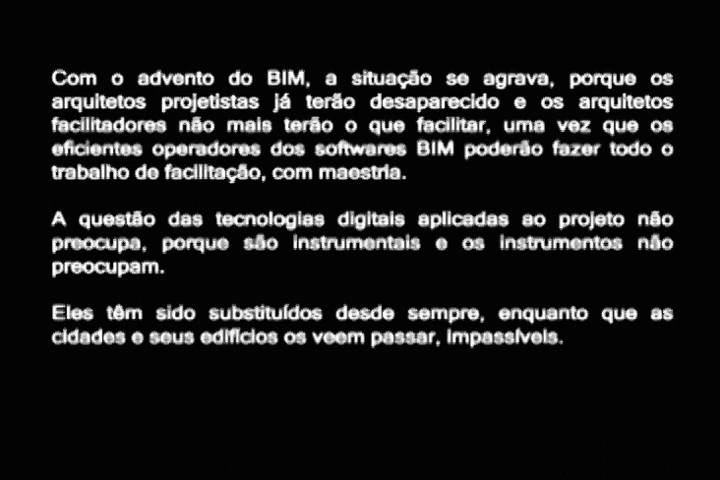 Com o advento do BIM, a situação se agrava, porque os
arquitetos projetistas já terão desaparecido e os arquitetos
facilitadores não mais terão o que facilitar, uma vez que os
eficientes operadores dos softwares BIM poderão fazer todo o
trabalho de facilitação, com maestria.
A questão das tecnologias digitais aplicadas ao projeto não
preocupa, porque são instrumentais e os instrumentos não
preocupam.
Eles têm sido substituídos desde sempre, enquanto que as
cidades e seus edifícios os veem passar, impassíveis.